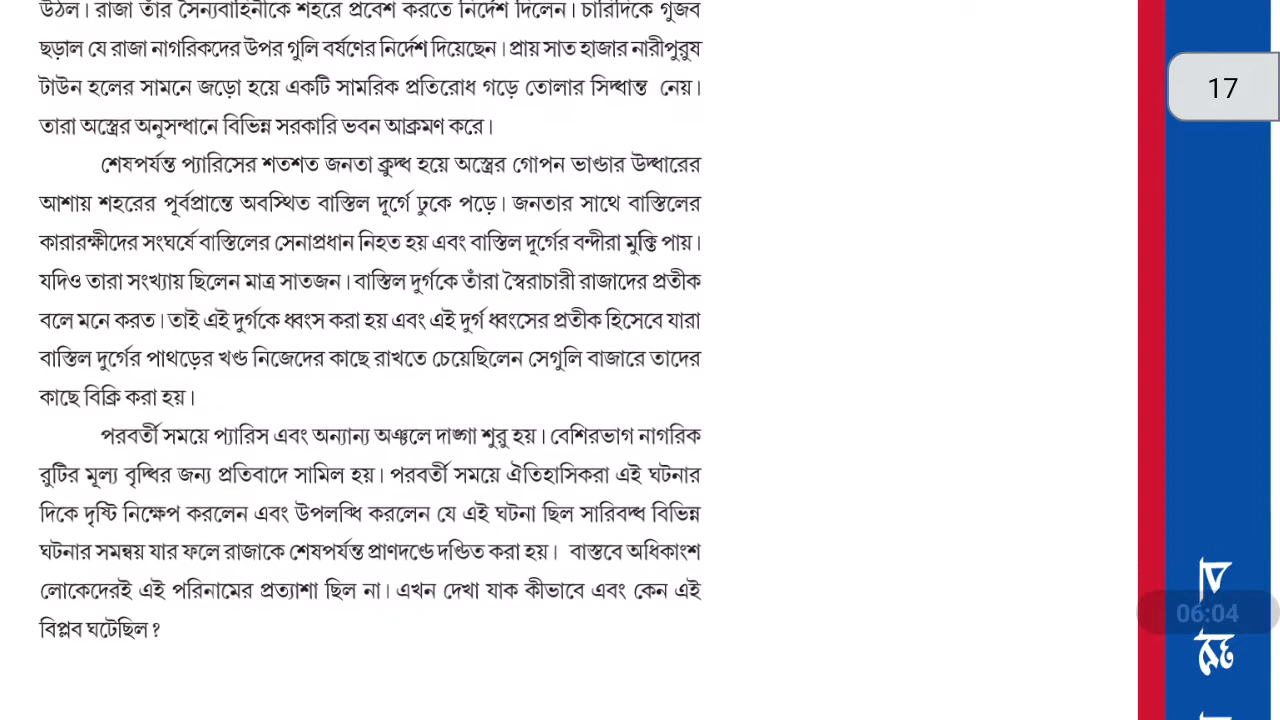 উঠল। রাজা তাঁর সৈন্যবাহিনীকে শহরে প্রবেশ করতে নির্দেশ দিলেন। চারিদিকে গুজব
ছড়াল যে রাজা নাগরিকদের উপর গুলি বর্ষণের নির্দেশ দিয়েছেন। প্রায় সাত হাজার নারীপুরুষ
টাউন হলের সামনে জড়ো হয়ে একটি সামরিক প্রতিরোধ গড়ে তোলার সিদ্ধান্ত নেয়।
তারা অস্ত্রের অনুসন্ধানে বিভিন্ন সরকারি ভবন আক্রমণ করে।
শেষপর্যন্ত প্যারিসের শতশত জনতা ক্রুদ্ধ হয়ে অস্ত্রের গোপন ভাণ্ডার উদ্ধারের
আশায় শহরের পূর্বপ্রান্তে অবস্থিত বাস্তিল দূর্গে ঢুকে পড়ে। জনতার সাথে বাস্তিলের
কারারক্ষীদের সংঘর্ষে বাস্তিলের সেনাপ্রধান নিহত হয় এবং বাস্তিল দূর্গের বন্দীরা মুক্তি পায়।
যদিও তারা সংখ্যায় ছিলেন মাত্র সাতজন। বাস্তিল দুর্গকে তাঁরা স্বৈরাচারী রাজাদের প্রতীক
বলে মনে করত। তাই এই দুর্গকে ধ্বংস করা হয় এবং এই দুর্গ ধ্বংসের প্রতীক হিসেবে যারা
বাস্তিল দুর্গের পাথড়ের খণ্ড নিজেদের কাছে রাখতে চেয়েছিলেন সেগুলি বাজারে তাদের
কাছে বিক্রি করা হয়।
পরবর্তী সময়ে প্যারিস এবং অন্যান্য অঞ্চলে দাঙ্গা শুরু হয়। বেশিরভাগ নাগরিক
রুটির মূল্য বৃদ্ধির জন্য প্রতিবাদে সামিল হয়। পরবর্তী সময়ে ঐতিহাসিকরা এই ঘটনার
দিকে দৃষ্টি নিক্ষেপ করলেন এবং উপলব্ধি করলেন যে এই ঘটনা ছিল সারিবদ্ধ বিভিন্ন
ঘটনার সমন্বয় যার ফলে রাজাকে শেষপর্যন্ত প্রাণদণ্ডে দণ্ডিত করা হয়। বাস্তবে অধিকাংশ
লোকেদেরই এই পরিনামের প্রত্যাশা ছিল না। এখন দেখা যাক কীভাবে এবং কেন এই
বিপ্লব ঘটেছিল?
17
06:04